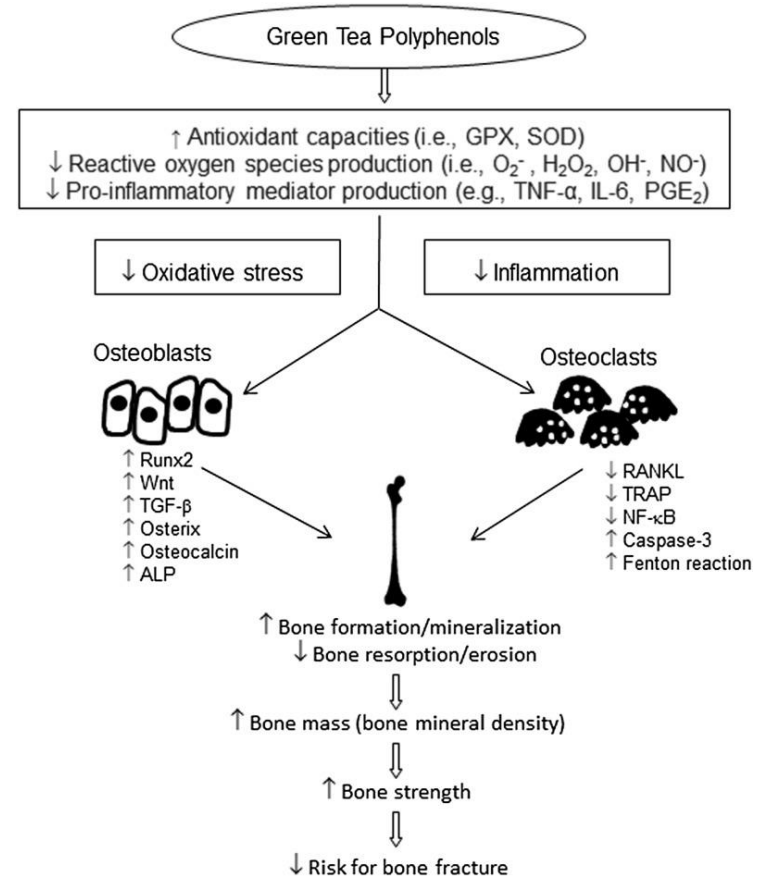 Green Tea Polyphenols
↑ Antioxidant capacities (i.e., GPX, SOD)
↓ Reactive oxygen species production (i.e., O₂⁻ , H₂O₂, OH⁻, NO⁻)
↓ Pro-inflammatory mediator production (e.g., TNF-α, IL-6, PGE₂)
↓ Oxidative stress
↓ Inflammation
Osteoblasts
↑ Runx2
↑ Wnt
↑ TGF-β
↑ Osterix
↑ Osteocalcin
↑ ALP
Osteoclasts
↓ RANKL
↓ TRAP
↓ NF-κB
↑ Caspase-3
↑ Fenton reaction
↑ Bone formation/mineralization
↓ Bone resorption/erosion
↑ Bone mass (bone mineral density)
↑ Bone strength
↓ Risk for bone fracture